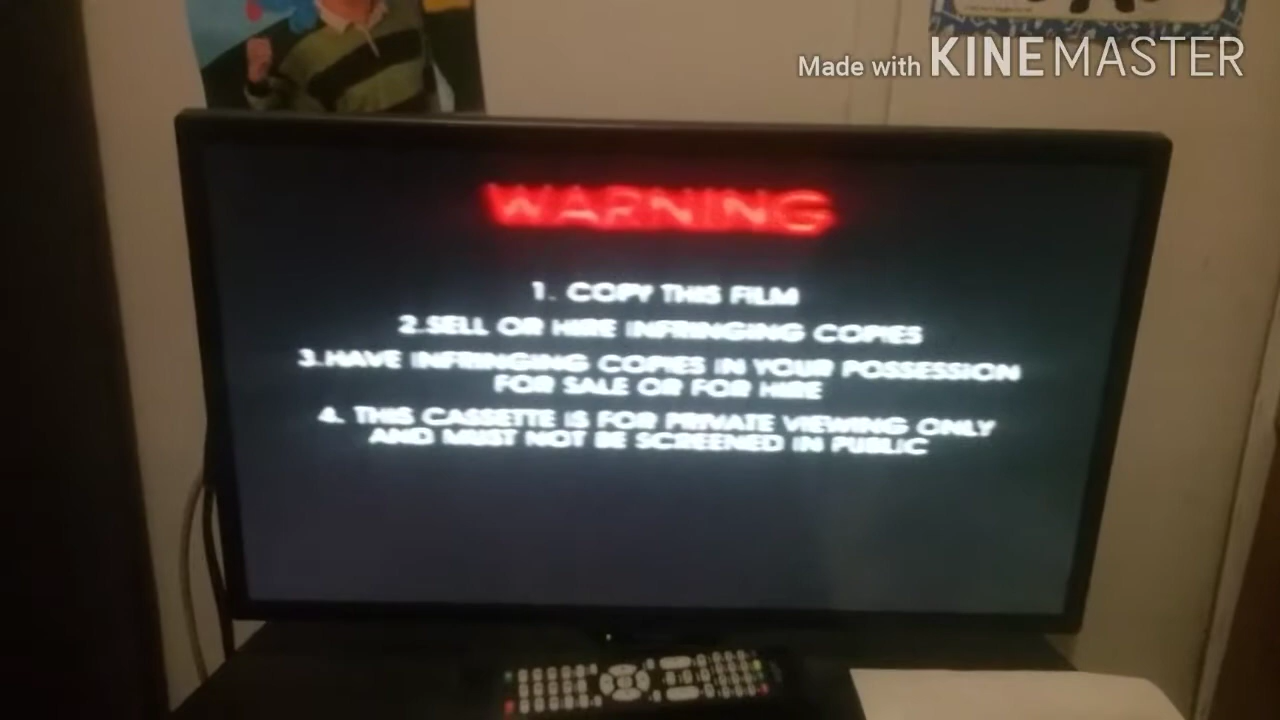 Made with KINEMASTER
WARNING
1. COPY THIS FILM
2.SELL OR HIRE INFRINGING COPIES
3.HAVE INFRINGING COPIES IN YOUR POSSESSION
FOR SALE OR FOR HIRE
4. THIS CASSETTE IS FOR PRIVATE VIEWING ONLY
AND MUST NOT BE SCREENED IN PUBLIC